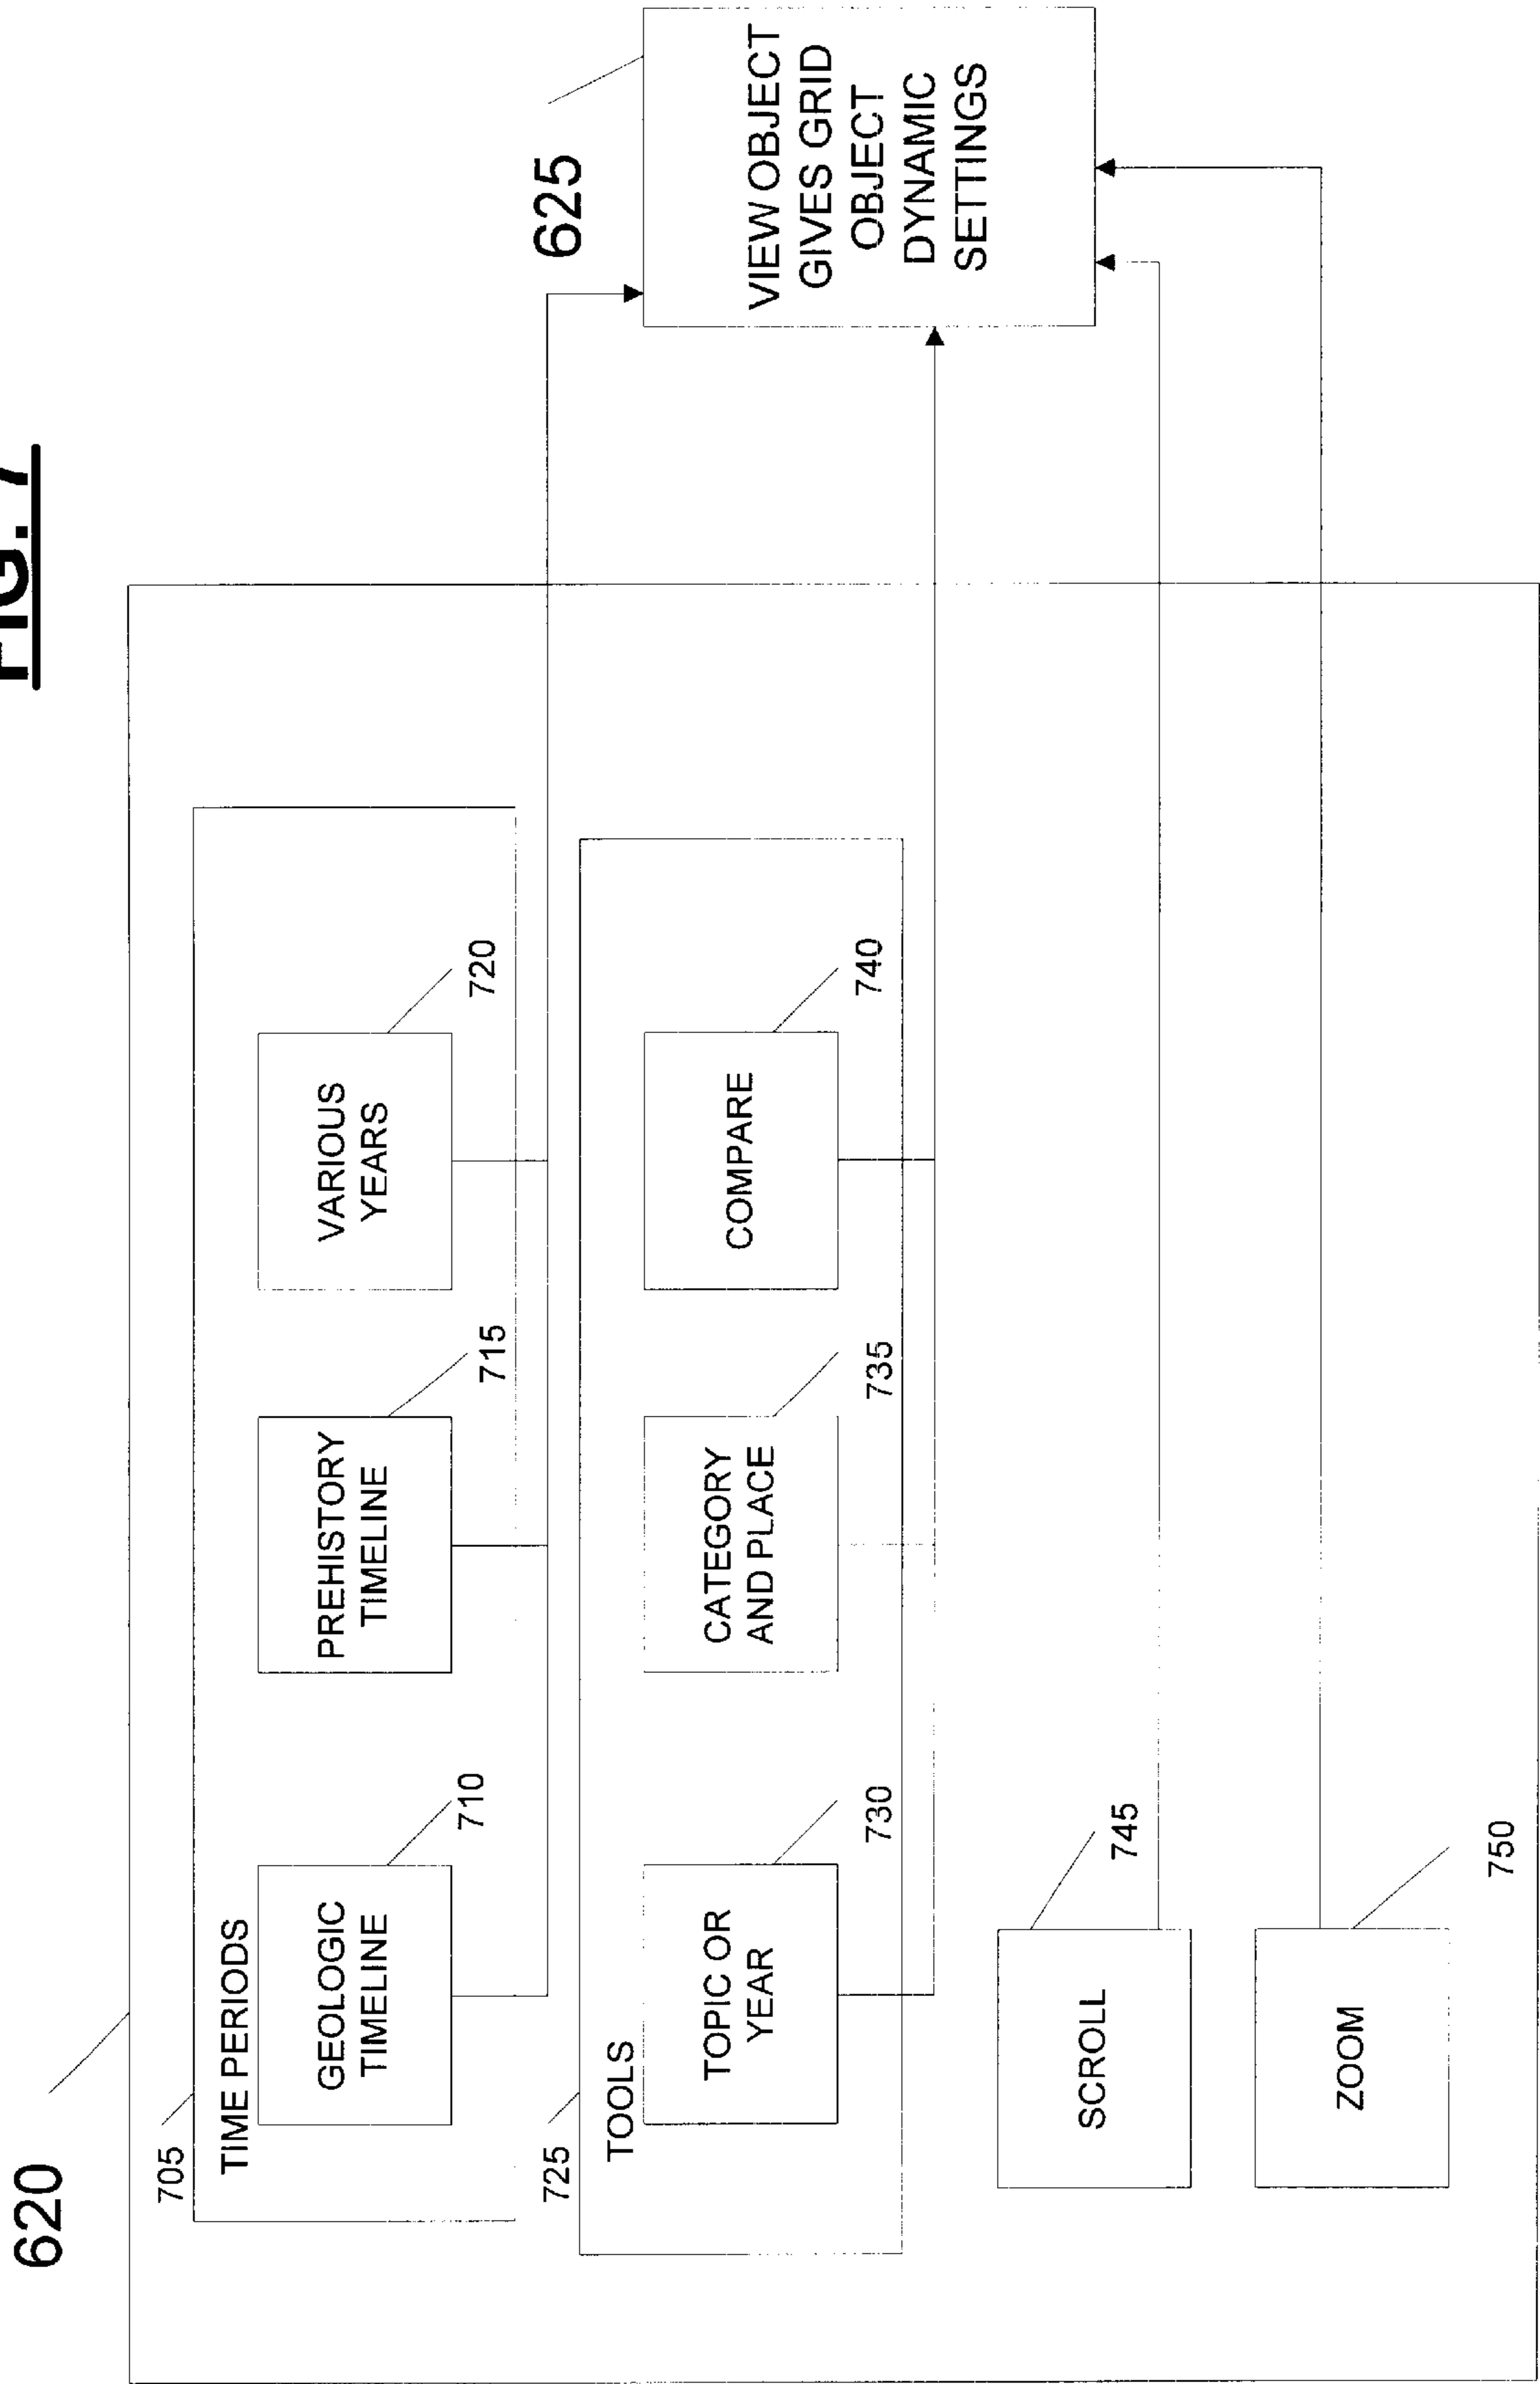 FIG. 7
620
705
TIME PERIODS
GEOLOGIC
TIMELINE
710
PREHISTORY
TIMELINE
715
VARIOUS
YEARS
720
725
TOOLS
TOPIC OR
YEAR
730
CATEGORY
AND PLACE
735
COMPARE
740
SCROLL
745
ZOOM
750
625
VIEW OBJECT
GIVES GRID
OBJECT
DYNAMIC
SETTINGS